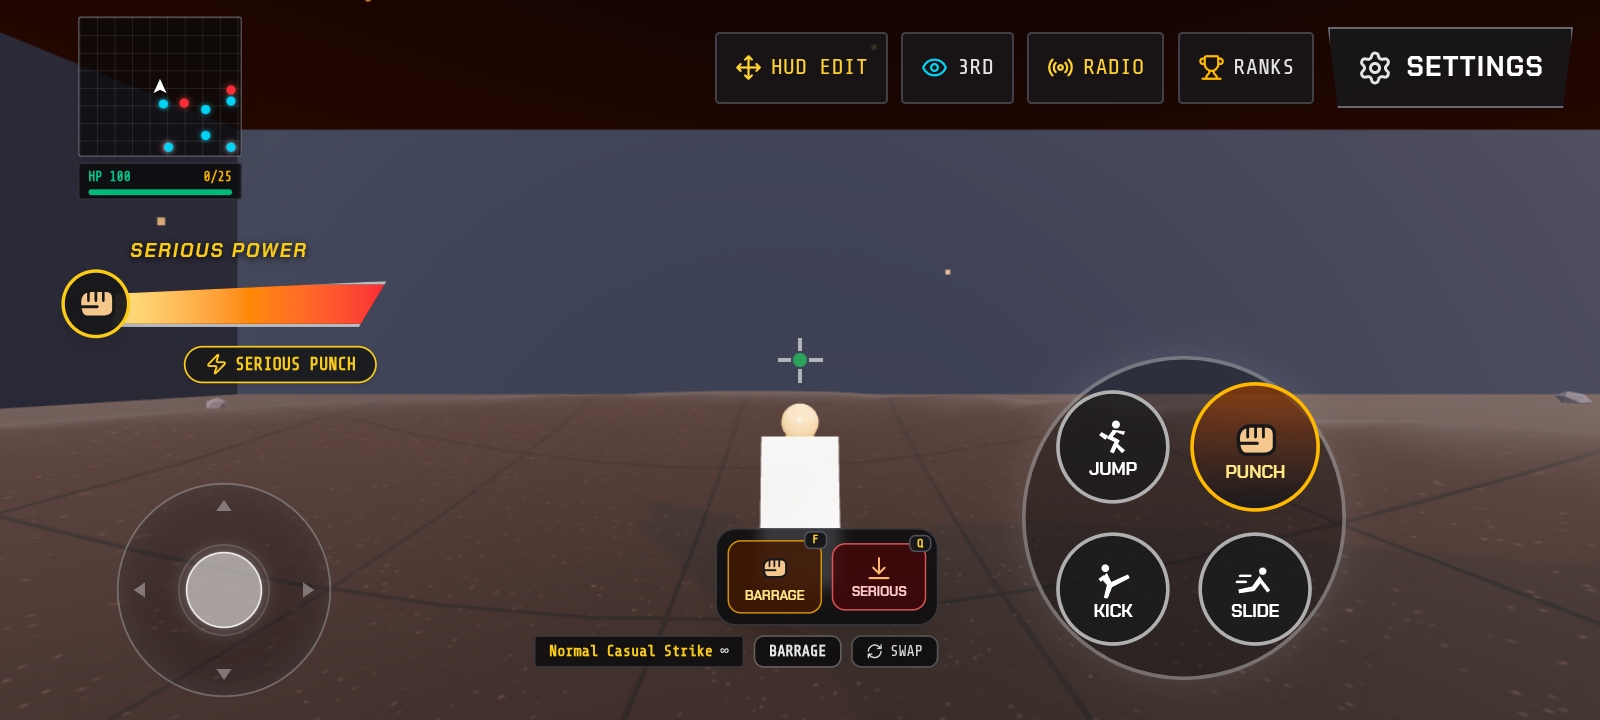 HUD EDIT
3RD
RADIO
RANKS
SETTINGS
HP 100
0/25
SERIOUS POWER
SERIOUS PUNCH
JUMP
PUNCH
KICK
SLIDE
F
BARRAGE
Q
SERIOUS
Normal Casual Strike ∞
BARRAGE
SWAP